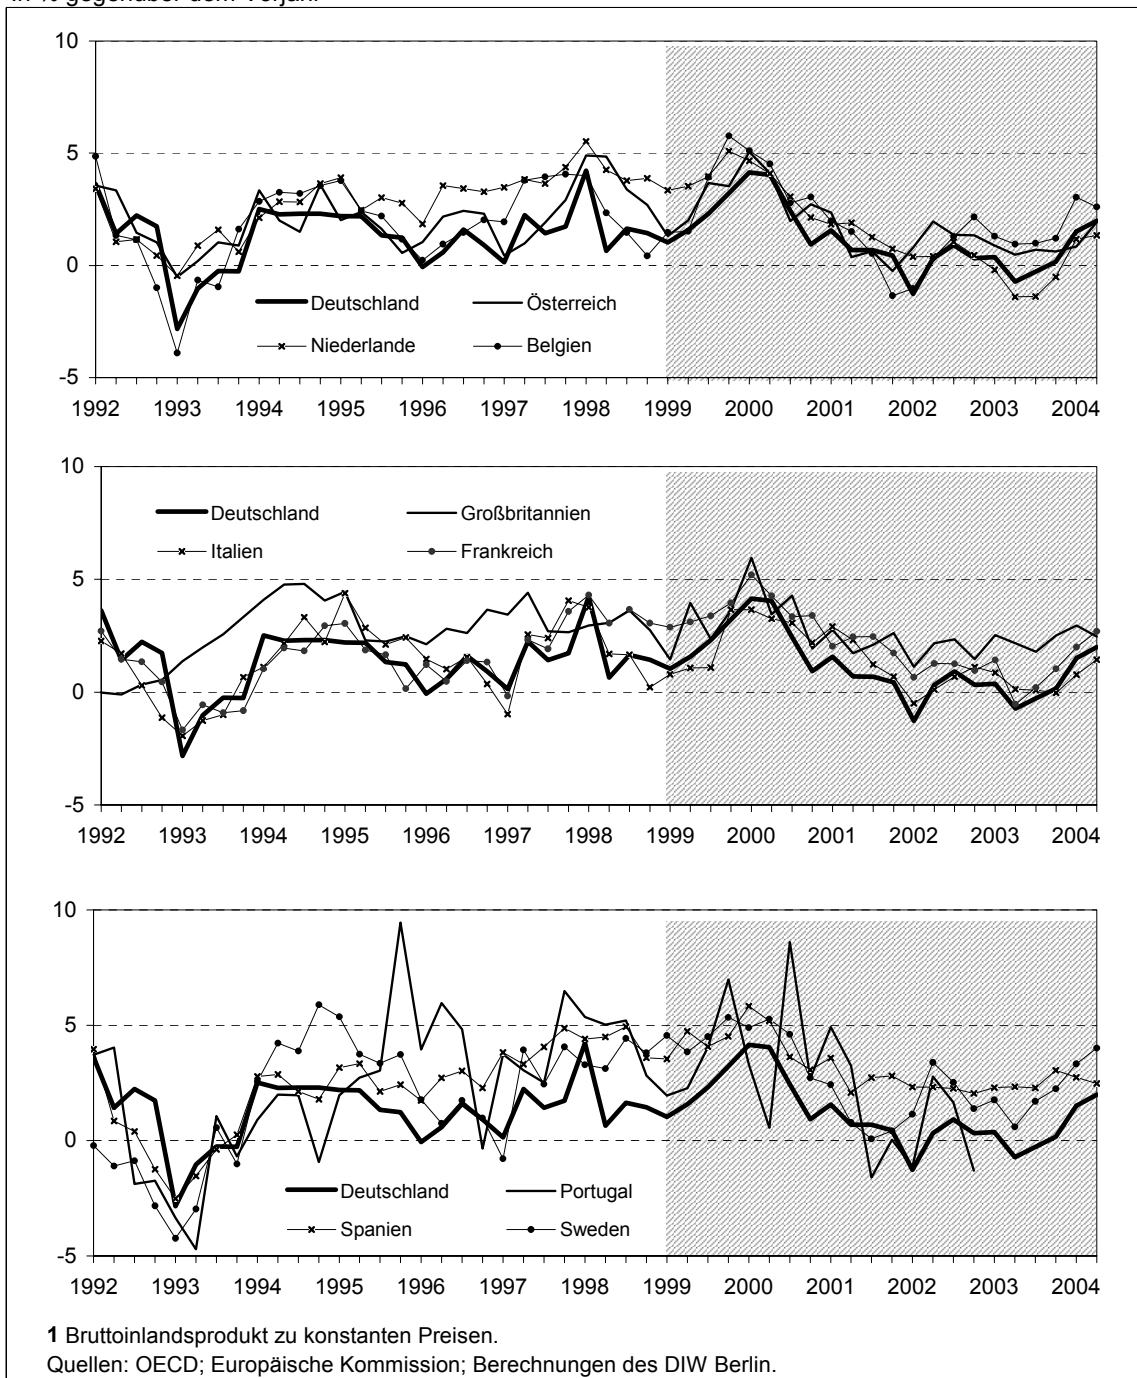 in % gegenüber dem Vorjahr
10
5
0
-5
Deutschland Österreich
Niederlande Belgien
1992 1993 1994 1995 1996 1997 1998 1999 2000 2001 2002 2003 2004
10
5
0
-5
Deutschland Großbritannien
Italien Frankreich
1992 1993 1994 1995 1996 1997 1998 1999 2000 2001 2002 2003 2004
10
5
0
-5
Deutschland Portugal
Spanien Sweden
1992 1993 1994 1995 1996 1997 1998 1999 2000 2001 2002 2003 2004
1 Bruttoinlandsprodukt zu konstanten Preisen.
Quellen: OECD; Europäische Kommission; Berechnungen des DIW Berlin.